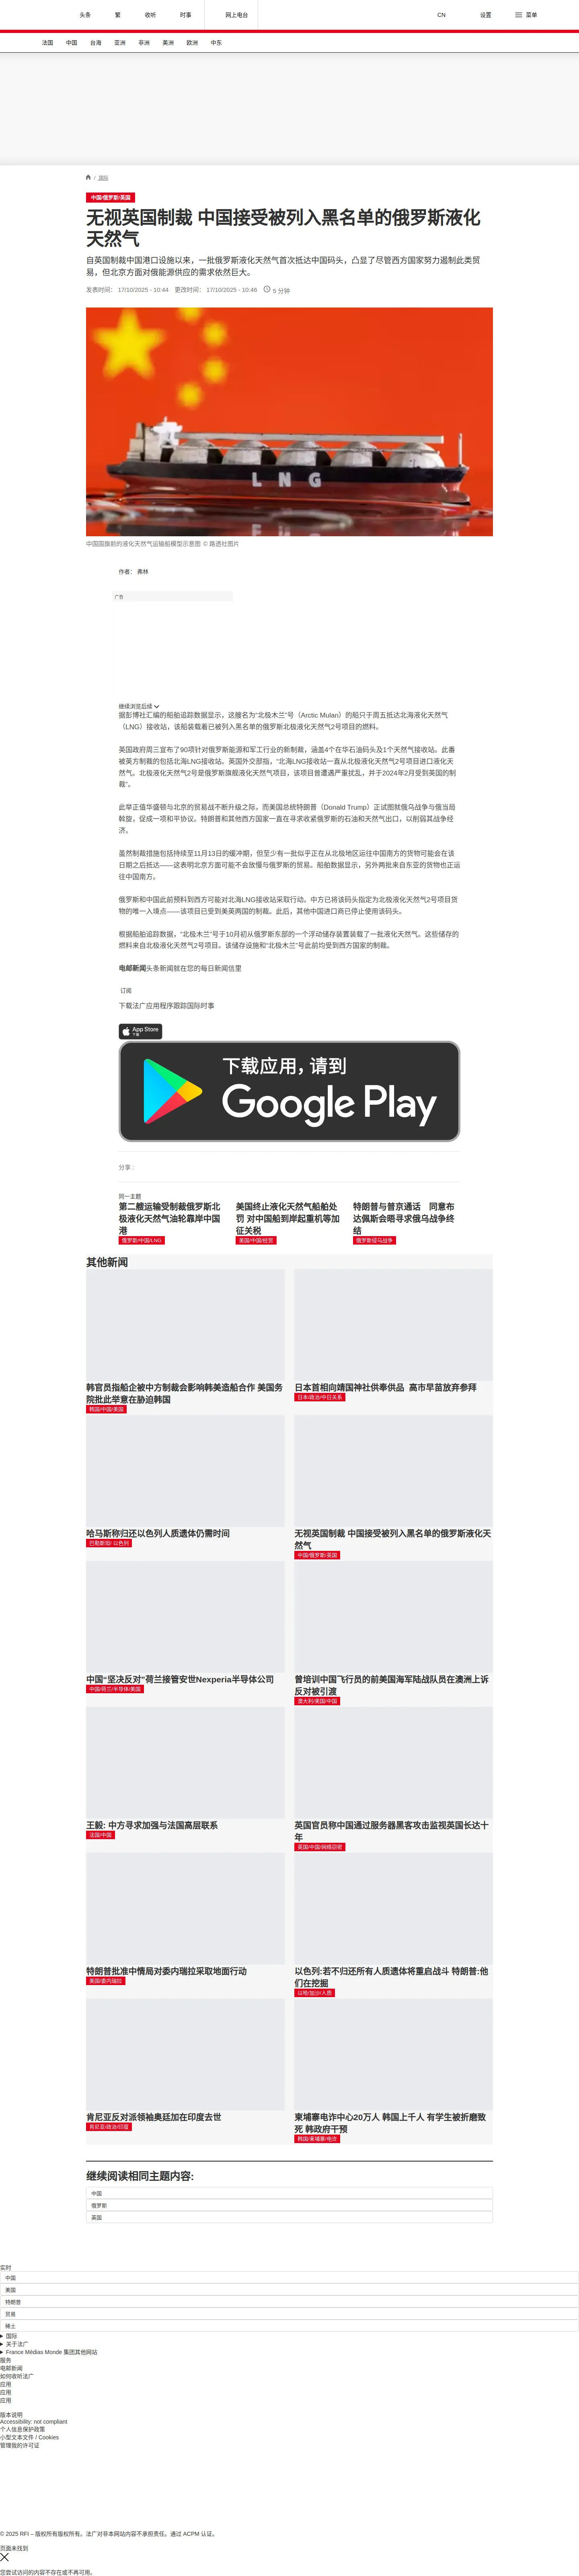 头条
繁
收听
时事
网上电台
CN
设置
菜单
法国
中国
台海
亚洲
非洲
美洲
欧洲
中东
/ 国际
中国/俄罗斯/英国
无视英国制裁 中国接受被列入黑名单的俄罗斯液化
天然气
自英国制裁中国港口设施以来，一批俄罗斯液化天然气首次抵达中国码头，凸显了尽管西方国家努力遏制此类贸
易，但北京方面对俄能源供应的需求依然巨大。
发表时间： 17/10/2025 - 10:44 更改时间： 17/10/2025 - 10:46 5 分钟
LNG
中国国旗前的液化天然气运输船模型示意图 © 路透社图片
作者： 弗林
广告
继续浏览后续
据彭博社汇编的船舶追踪数据显示，这艘名为“北极木兰”号（Arctic Mulan）的船只于周五抵达北海液化天然气
（LNG）接收站，该船装载着已被列入黑名单的俄罗斯北极液化天然气2号项目的燃料。
英国政府周三宣布了90项针对俄罗斯能源和军工行业的新制裁，涵盖4个在华石油码头及1个天然气接收站。此番
被英方制裁的包括北海LNG接收站。英国外交部指，“北海LNG接收站一直从北极液化天然气2号项目进口液化天
然气。北极液化天然气2号是俄罗斯旗舰液化天然气项目，该项目曾遭遇严重扰乱，并于2024年2月受到英国的制
裁”。
此举正值华盛顿与北京的贸易战不断升级之际，而美国总统特朗普（Donald Trump）正试图就俄乌战争与俄当局
斡旋，促成一项和平协议。特朗普和其他西方国家一直在寻求收紧俄罗斯的石油和天然气出口，以削弱其战争经
济。
虽然制裁措施包括持续至11月13日的缓冲期，但至少有一批似乎正在从北极地区运往中国南方的货物可能会在该
日期之后抵达——这表明北京方面可能不会放慢与俄罗斯的贸易。船舶数据显示，另外两批来自东亚的货物也正运
往中国南方。
俄罗斯和中国此前预料到西方可能对北海LNG接收站采取行动。中方已将该码头指定为北极液化天然气2号项目货
物的唯一入境点——该项目已受到美英两国的制裁。此后，其他中国进口商已停止使用该码头。
根据船舶追踪数据，“北极木兰”号于10月初从俄罗斯东部的一个浮动储存装置装载了一批液化天然气。这些储存的
燃料来自北极液化天然气2号项目。该储存设施和“北极木兰”号此前均受到西方国家的制裁。
电邮新闻头条新闻就在您的每日新闻信里
订阅
下载法广应用程序跟踪国际时事
App Store
下载
下载应用，请到
Google Play
分享 :
同一主题
第二艘运输受制裁俄罗斯北
极液化天然气油轮靠岸中国
港
俄罗斯/中国/LNG
美国终止液化天然气船舶处
罚 对中国船到岸起重机等加
征关税
美国/中国/经贸
特朗普与普京通话　同意布
达佩斯会晤寻求俄乌战争终
结
俄罗斯侵乌战争
其他新闻
韩官员指船企被中方制裁会影响韩美造船合作 美国务
院批此举意在胁迫韩国
韩国/中国/美国
日本首相向靖国神社供奉供品 高市早苗放弃参拜
日本/政治/中日关系
哈马斯称归还以色列人质遗体仍需时间
巴勒斯坦/ 以色列
无视英国制裁 中国接受被列入黑名单的俄罗斯液化天
然气
中国/俄罗斯/英国
中国“坚决反对”荷兰接管安世Nexperia半导体公司
中国/荷兰/半导体/美国
曾培训中国飞行员的前美国海军陆战队员在澳洲上诉
反对被引渡
澳大利/美国/中国
王毅: 中方寻求加强与法国高层联系
法国/中国
英国官员称中国通过服务器黑客攻击监视英国长达十
年
英国/中国/网络窃密
特朗普批准中情局对委内瑞拉采取地面行动
美国/委内瑞拉
以色列:若不归还所有人质遗体将重启战斗 特朗普:他
们在挖掘
以哈/加沙/人质
肯尼亚反对派领袖奥廷加在印度去世
肯尼亚/政治/印度
柬埔寨电诈中心20万人 韩国上千人 有学生被折磨致
死 韩政府干预
韩国/柬埔寨/电诈
继续阅读相同主题内容:
中国
俄罗斯
英国
实时
中国
美国
特朗普
贸易
稀土
国际
关于法广
France Médias Monde 集团其他网站
服务
电邮新闻
如何收听法广
应用
应用
应用
版本说明
Accessibility: not compliant
个人信息保护政策
小型文本文件 / Cookies
管理我的许可证
© 2025 RFI – 版权所有版权所有。法广对非本网站内容不承担责任。通过 ACPM 认证。
页面未找到
您尝试访问的内容不存在或不再可用。